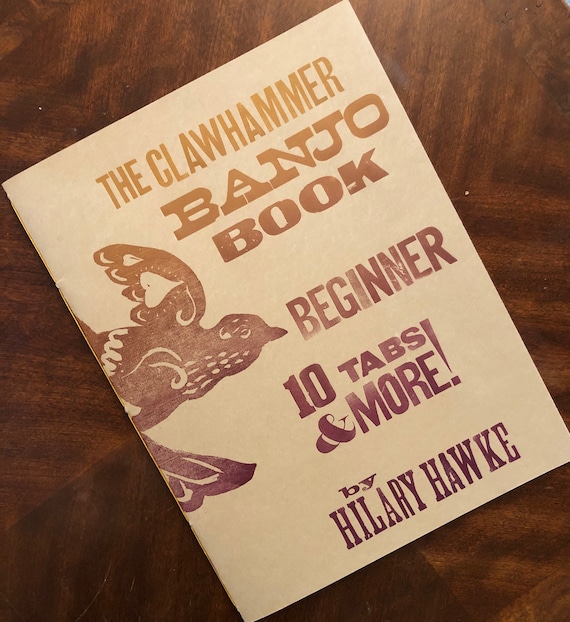 THE CLAWHAMMER
BANJO
BOOK
BEGINNER
10 TABS
& MORE!
by
HILARY HAWKE